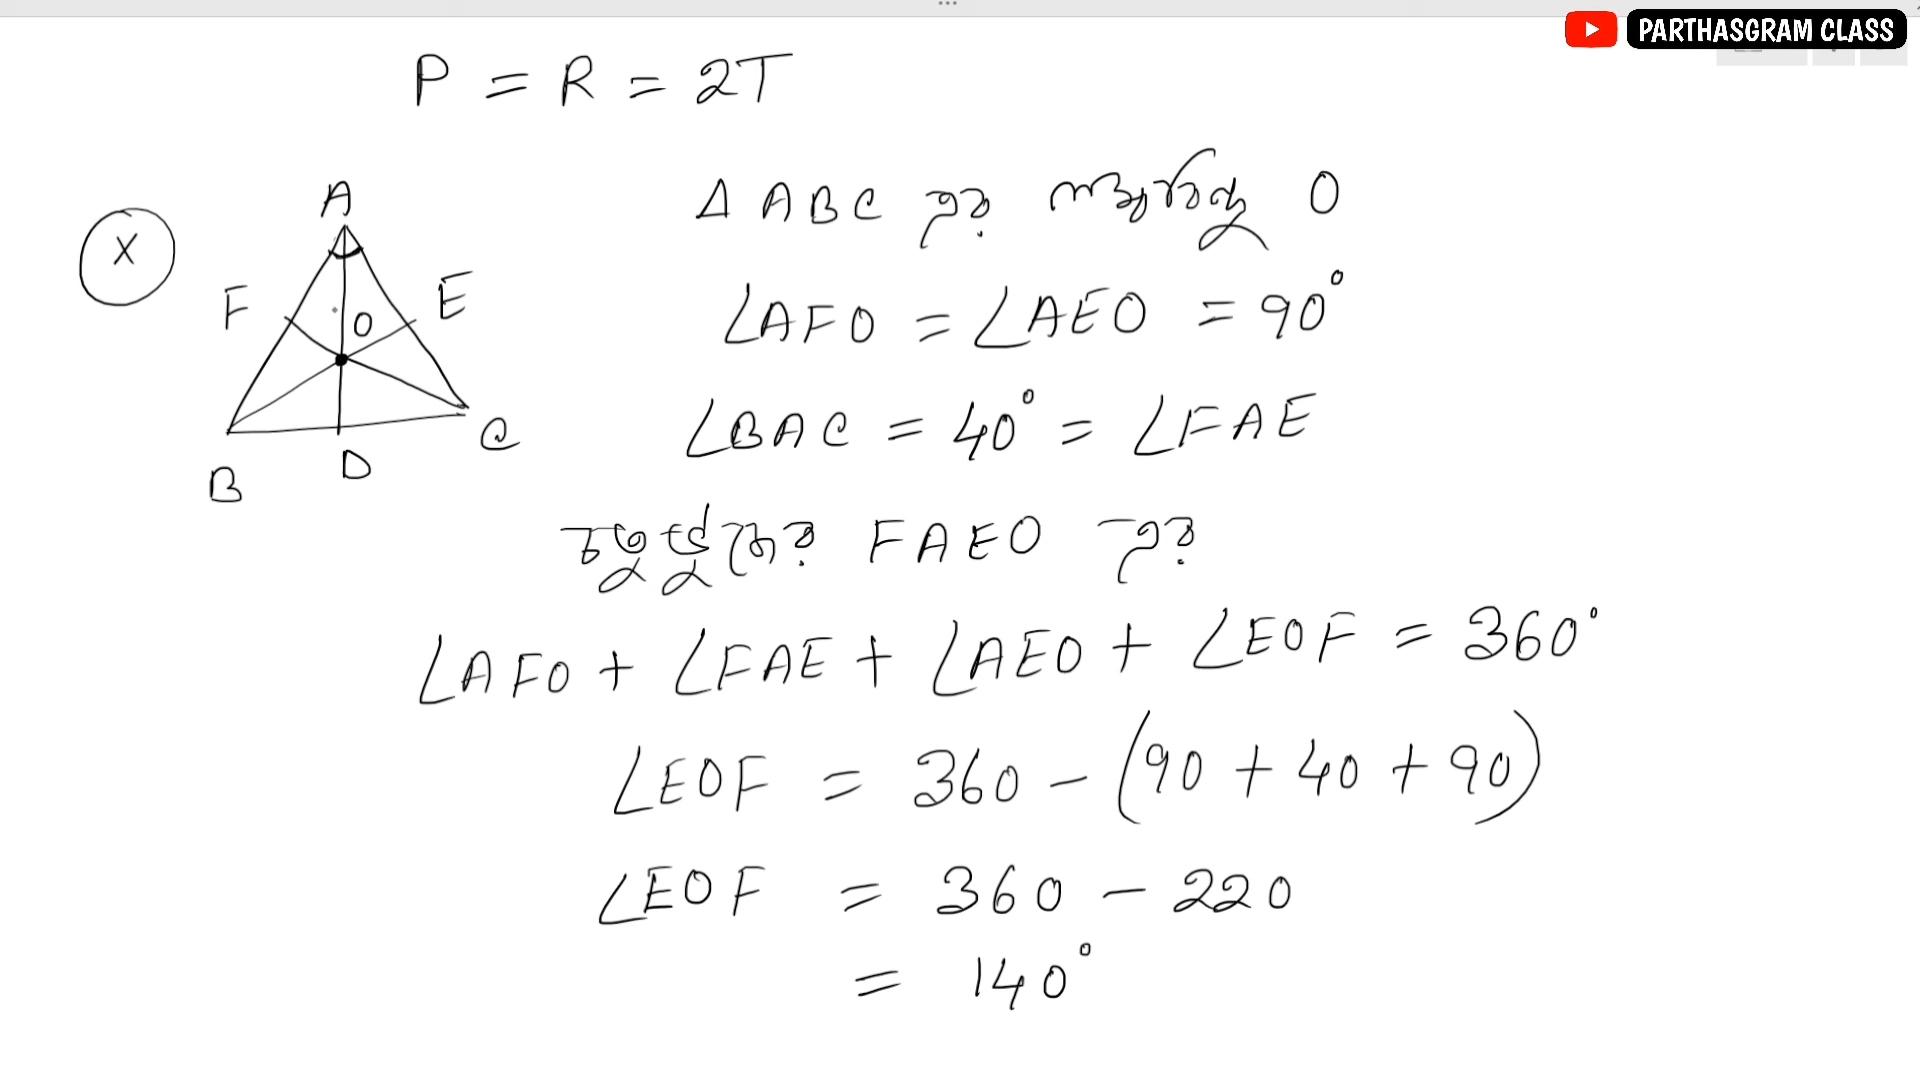 PARTHASGRAM CLASS
P = R = 2T
X
A
F
E
O
B
D
C
Δ ABC এর লম্ববিন্দু O
∠AFO = ∠AEO = 90°
∠BAC = 40° = ∠FAE
চতুর্ভুজের FAEO এর
∠AFO + ∠FAE + ∠AEO + ∠EOF = 360°
∠EOF = 360 - (90 + 40 + 90)
∠EOF = 360 - 220
= 140°